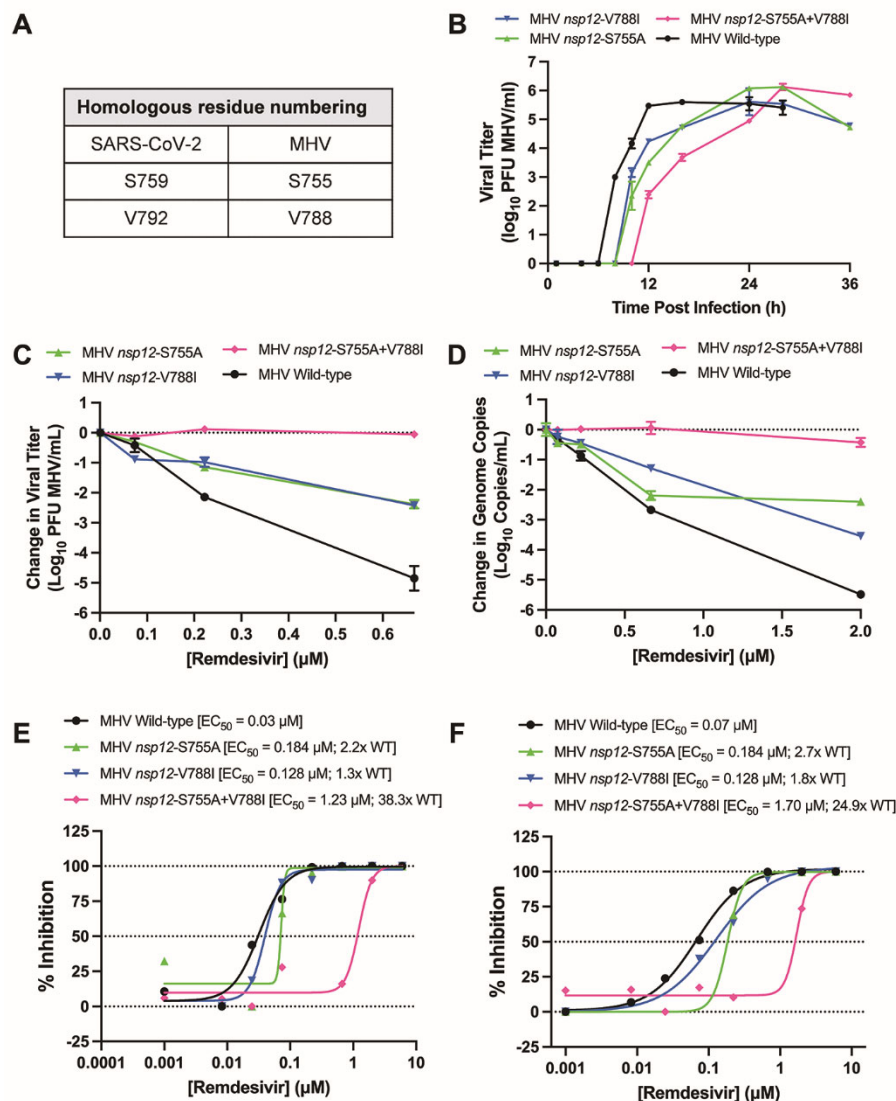 A
Homologous residue numbering
SARS-CoV-2 MHV
S759 S755
V792 V788
B
MHV nsp12-V788I MHV nsp12-S755A+V788I
MHV nsp12-S755A MHV Wild-type
Viral Titer
(log10 PFU MHV/ml)
7
6
5
4
3
2
1
0
0 12 24 36
Time Post Infection (h)
C
MHV nsp12-S755A MHV nsp12-S755A+V788I
MHV nsp12-V788I MHV Wild-type
Change in Viral Titer
(Log10 PFU MHV/mL)
1
0
-1
-2
-3
-4
-5
-6
0.0 0.1 0.2 0.3 0.4 0.5 0.6
[Remdesivir] (µM)
D
MHV nsp12-S755A MHV nsp12-S755A+V788I
MHV nsp12-V788I MHV Wild-type
Change in Genome Copies
(Log10 Copies/mL)
1
0
-1
-2
-3
-4
-5
-6
0.0 0.5 1.0 1.5 2.0
[Remdesivir] (µM)
E
MHV Wild-type [EC50 = 0.03 µM]
MHV nsp12-S755A [EC50 = 0.184 µM; 2.2x WT]
MHV nsp12-V788I [EC50 = 0.128 µM; 1.3x WT]
MHV nsp12-S755A+V788I [EC50 = 1.23 µM; 38.3x WT]
% Inhibition
125
100
75
50
25
0
25
0.0001 0.001 0.01 0.1 1 10
[Remdesivir] (µM)
F
MHV Wild-type [EC50 = 0.07 µM]
MHV nsp12-S755A [EC50 = 0.184 µM; 2.7x WT]
MHV nsp12-V788I [EC50 = 0.128 µM; 1.8x WT]
MHV nsp12-S755A+V788I [EC50 = 1.70 µM; 24.9x WT]
% Inhibition
125
100
75
50
25
0
25
0.001 0.01 0.1 1 10
[Remdesivir] (µM)